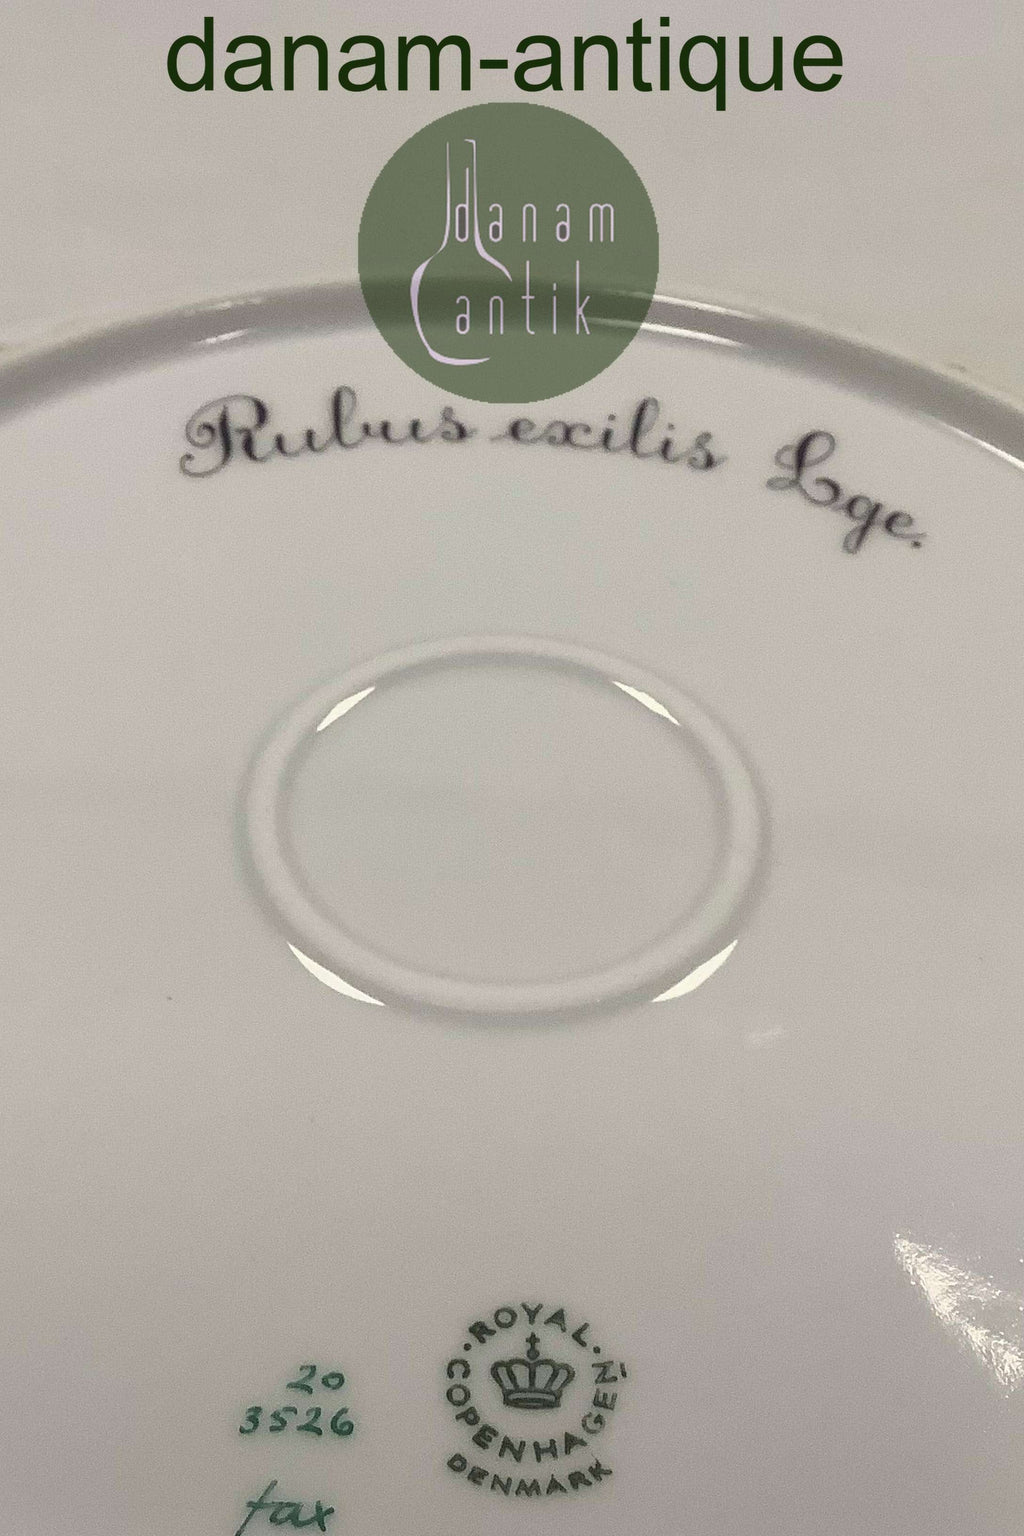 danam-antique
danam
antik
Rubus exilis Lge.
ROYAL COPENHAGEN
DENMARK
20
3526
fax